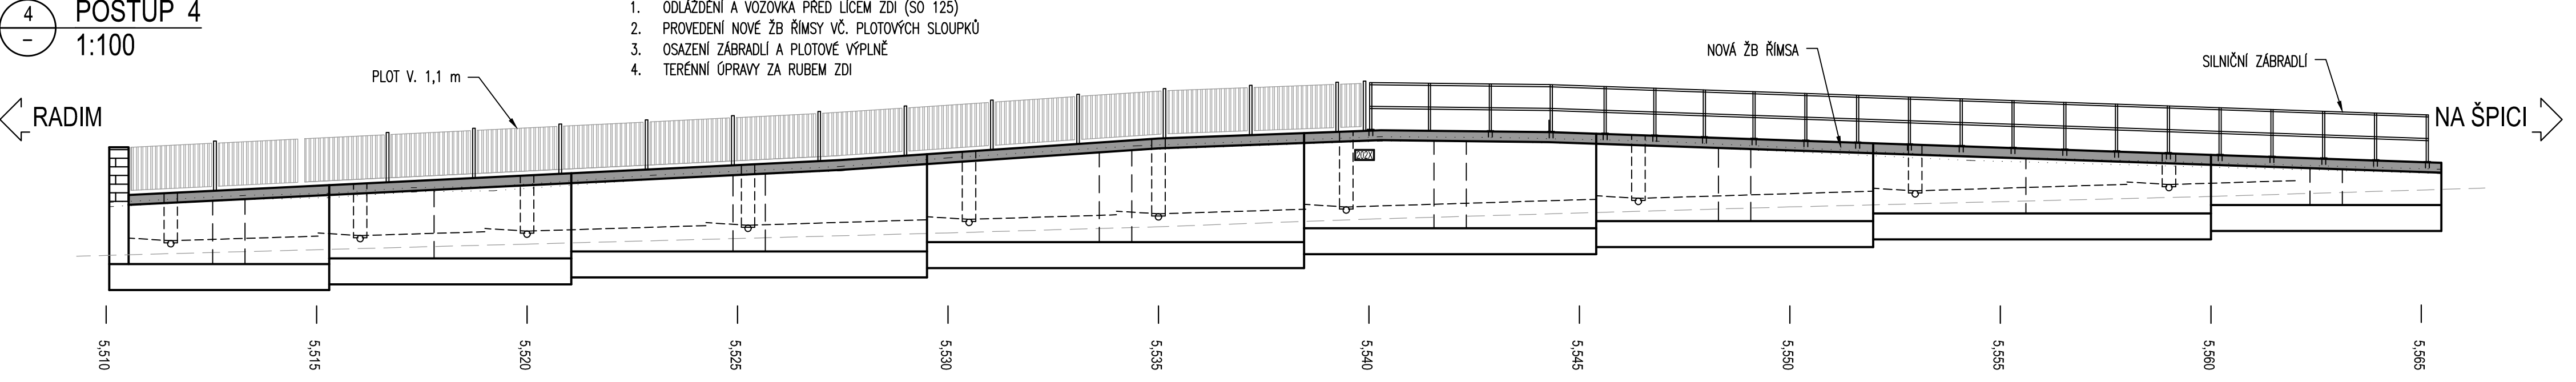 4
–
POSTUP 4
1:100
1. ODLÁŽDĚNÍ A VOZOVKA PŘED LÍCEM ZDI (SO 125)
2. PROVEDENÍ NOVÉ ŽB ŘÍMSY VČ. PLOTOVÝCH SLOUPKŮ
3. OSAZENÍ ZÁBRADLÍ A PLOTOVÉ VÝPLNĚ
4. TERÉNNÍ ÚPRAVY ZA RUBEM ZDI
PLOT V. 1,1 m
NOVÁ ŽB ŘÍMSA
SILNIČNÍ ZÁBRADLÍ
RADIM
NA ŠPICI
5,510
5,515
5,520
5,525
5,530
5,535
5,540
5,545
5,550
5,555
5,560
5,565